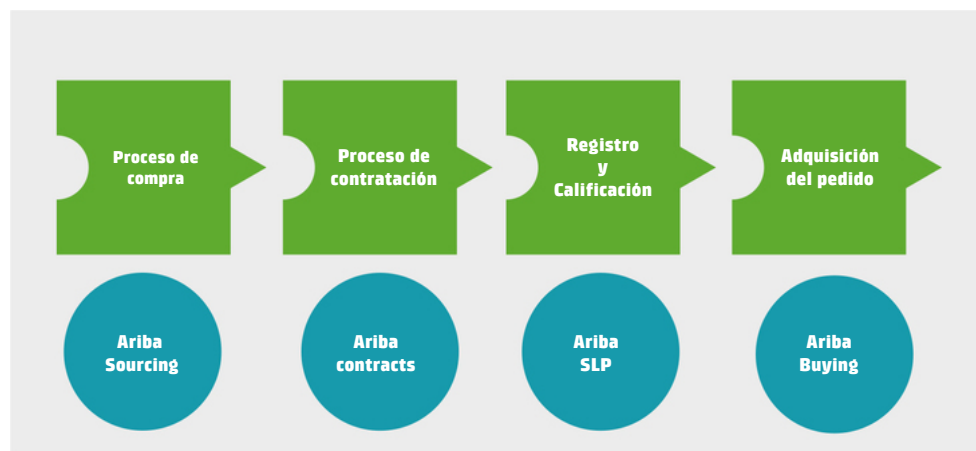 Proceso de
compra
Proceso de
contratación
Registro
y
Calificación
Adquisición
del pedido
Ariba
Sourcing
Ariba
contracts
Ariba
SLP
Ariba
Buying